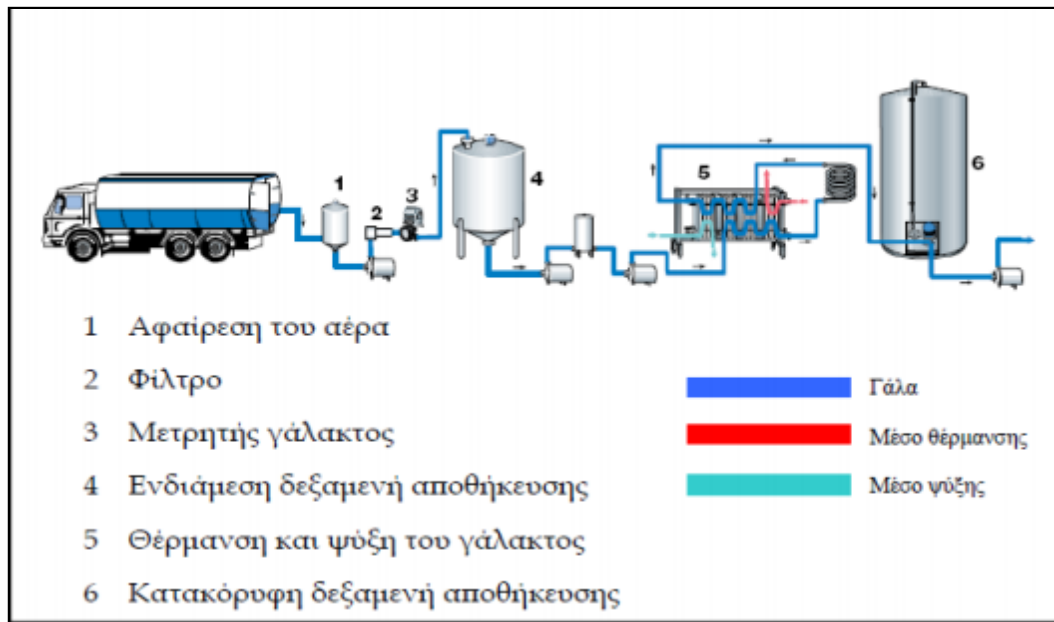 1
2
3
4
5
6
1 Αφαίρεση του αέρα
2 Φίλτρο
3 Μετρητής γάλακτος
4 Ενδιάμεση δεξαμενή αποθήκευσης
5 Θέρμανση και ψύξη του γάλακτος
6 Κατακόρυφη δεξαμενή αποθήκευσης
Γάλα
Μέσο θέρμανσης
Μέσο ψύξης